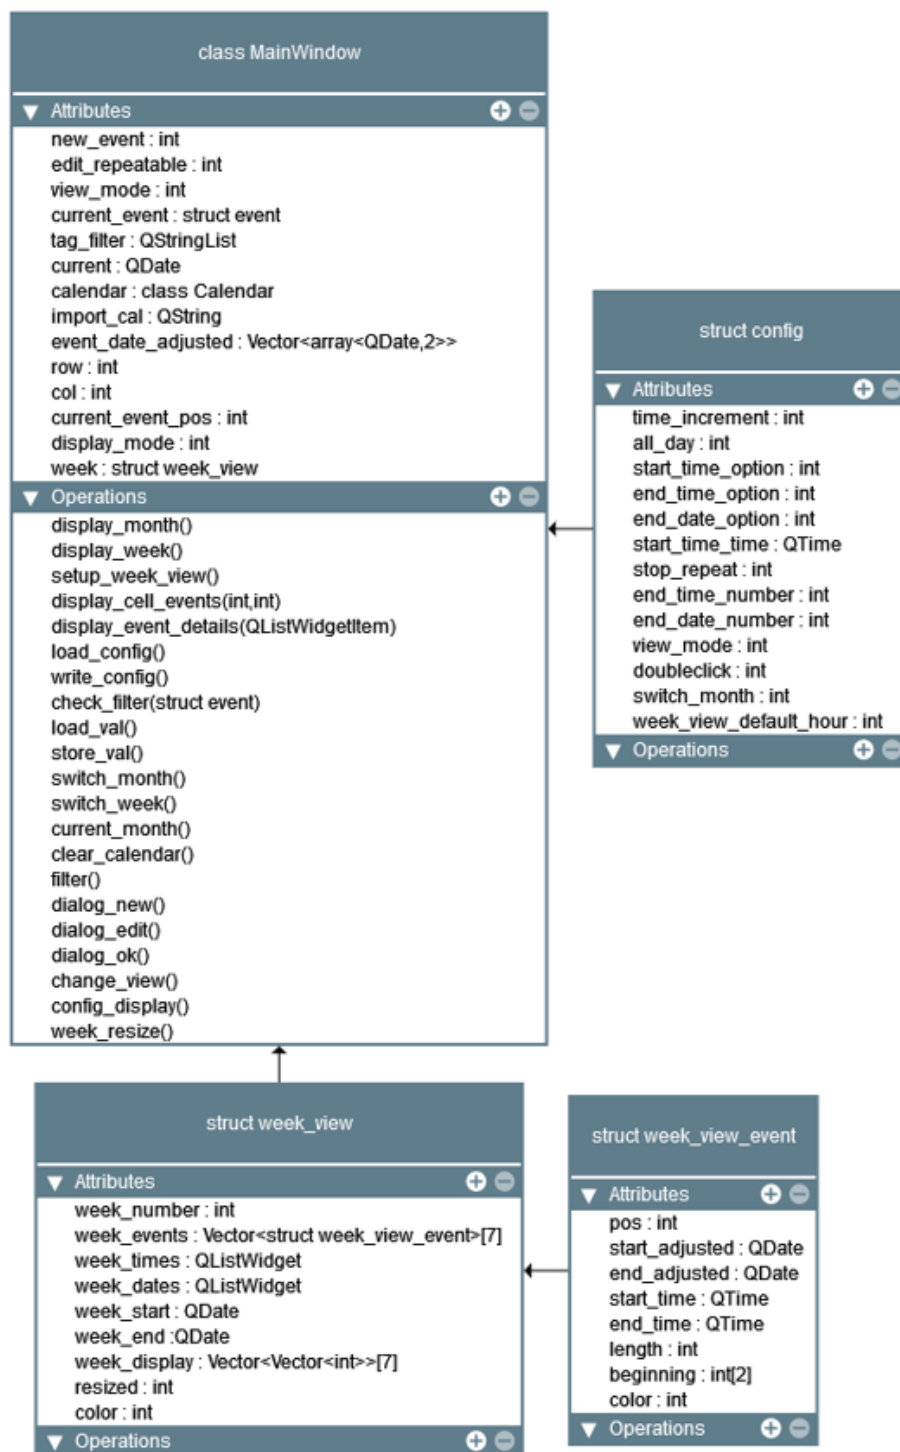 class MainWindow
Attributes
new_event : int
edit_repeatable : int
view_mode : int
current_event : struct event
tag_filter : QStringList
current : QDate
calendar : class Calendar
import_cal : QString
event_date_adjusted : Vector<array<QDate,2>>
row : int
col : int
current_event_pos : int
display_mode : int
week : struct week_view
Operations
display_month()
display_week()
setup_week_view()
display_cell_events(int,int)
display_event_details(QListWidgetItem)
load_config()
write_config()
check_filter(struct event)
load_val()
store_val()
switch_month()
switch_week()
current_month()
clear_calendar()
filter()
dialog_new()
dialog_edit()
dialog_ok()
change_view()
config_display()
week_resize()
struct config
Attributes
time_increment : int
all_day : int
start_time_option : int
end_time_option : int
end_date_option : int
start_time_time : QTime
stop_repeat : int
end_time_number : int
end_date_number : int
view_mode : int
doubleclick : int
switch_month : int
week_view_default_hour : int
Operations
struct week_view
Attributes
week_number : int
week_events : Vector<struct week_view_event>[7]
week_times : QListWidget
week_dates : QListWidget
week_start : QDate
week_end :QDate
week_display : Vector<Vector<int>>[7]
resized : int
color : int
Operations
struct week_view_event
Attributes
pos : int
start_adjusted : QDate
end_adjusted : QDate
start_time : QTime
end_time : QTime
length : int
beginning : int[2]
color : int
Operations